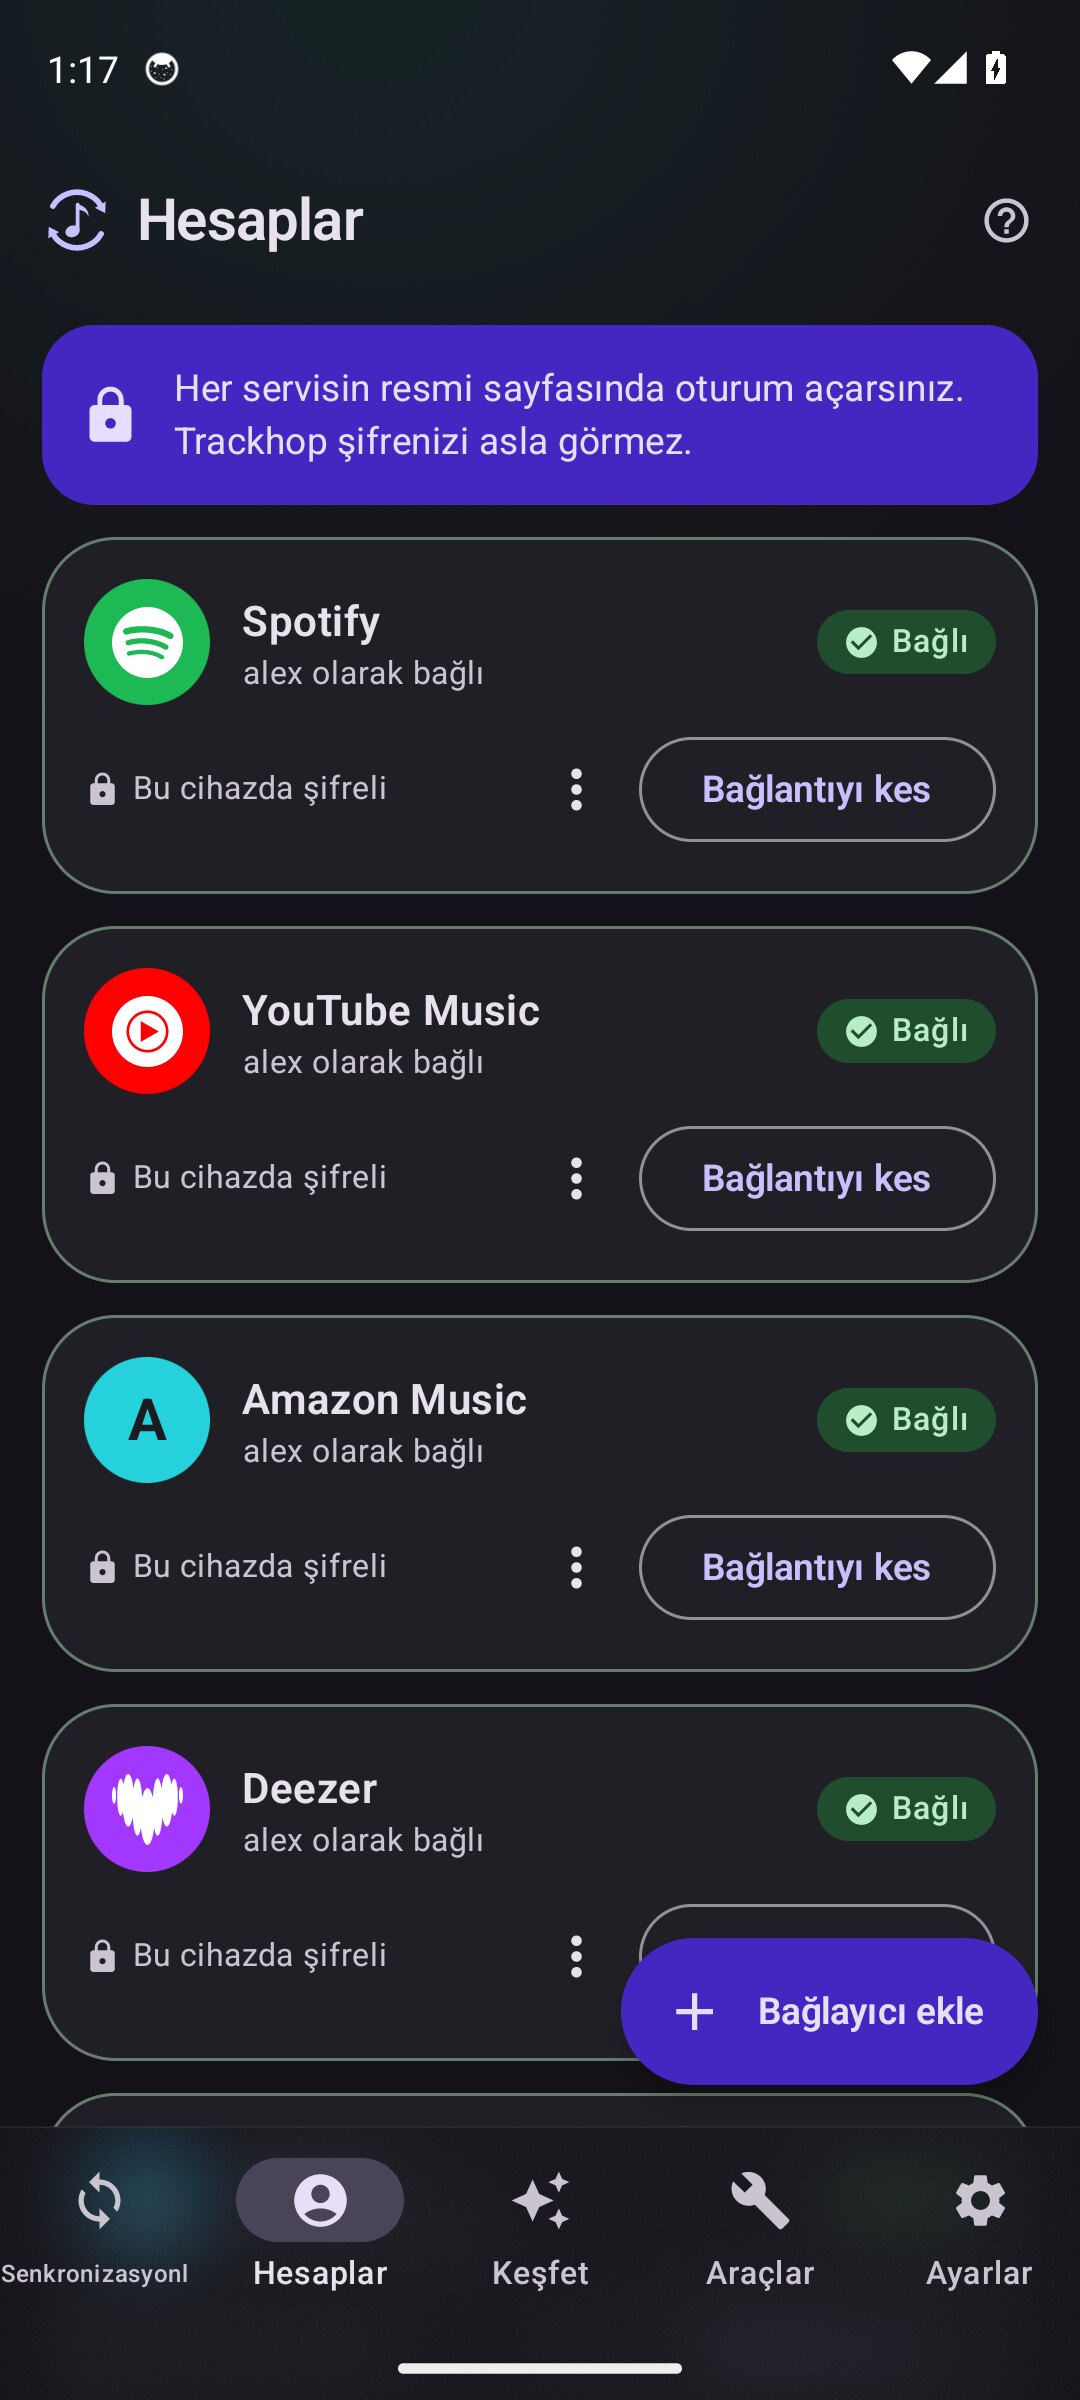 1:17
Hesaplar
Her servisin resmi sayfasında oturum açarsınız.
Trackhop şifrenizi asla görmez.
Spotify
alex olarak bağlı
Bağlı
Bu cihazda şifreli
Bağlantıyı kes
YouTube Music
alex olarak bağlı
Bağlı
Bu cihazda şifreli
Bağlantıyı kes
A
Amazon Music
alex olarak bağlı
Bağlı
Bu cihazda şifreli
Bağlantıyı kes
Deezer
alex olarak bağlı
Bağlı
Bu cihazda şifreli
Bağlayıcı ekle
Senkronizasyonl
Hesaplar
Keşfet
Araçlar
Ayarlar